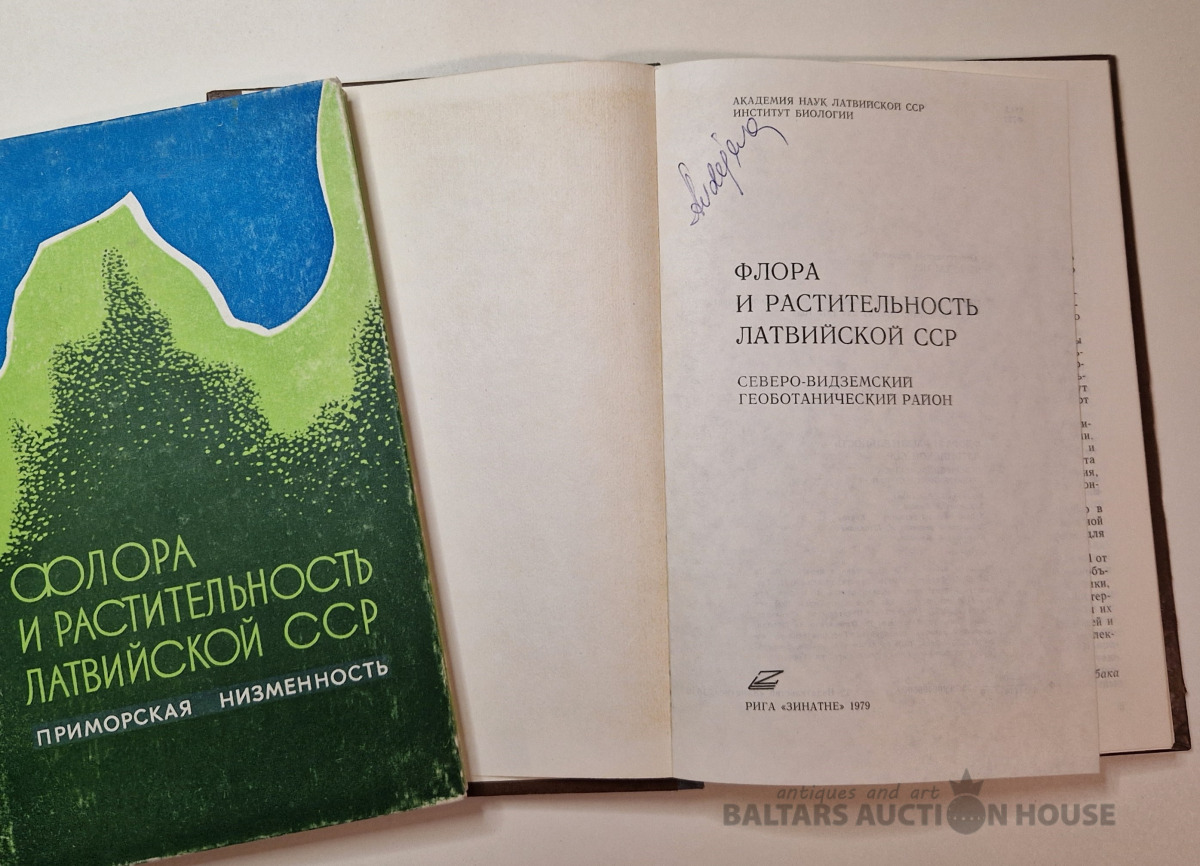 ФЛОРА
И РАСТИТЕЛЬНОСТЬ
ЛАТВИЙСКОЙ ССР
ПРИМОРСКАЯ НИЗМЕННОСТЬ
АКАДЕМИЯ НАУК ЛАТВИЙСКОЙ ССР
ИНСТИТУТ БИОЛОГИИ
ФЛОРА
И РАСТИТЕЛЬНОСТЬ
ЛАТВИЙСКОЙ ССР
СЕВЕРО-ВИДЗЕМСКИЙ
ГЕОБОТАНИЧЕСКИЙ РАЙОН
РИГА «ЗИНАТНЕ» 1979
antiques and art
BALTARS AUCTION HOUSE